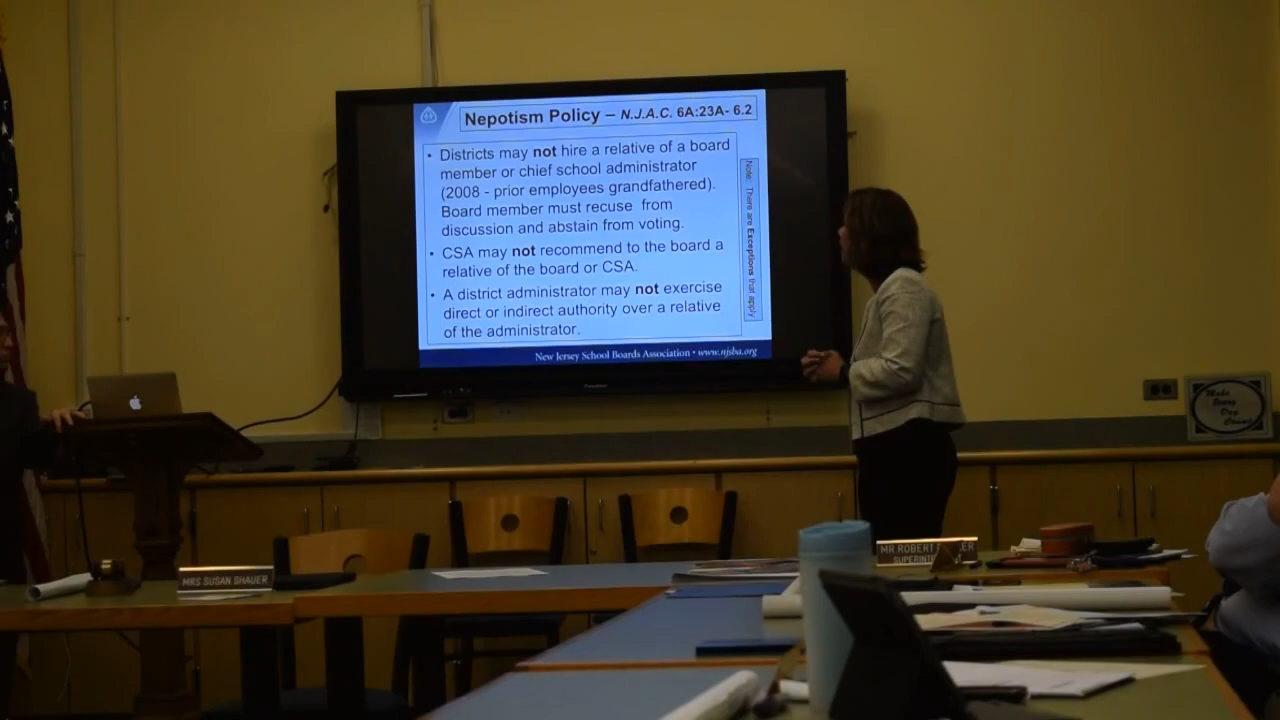 Nepotism Policy – N.J.A.C. 6A:23A- 6.2
• Districts may not hire a relative of a board
member or chief school administrator
(2008 - prior employees grandfathered).
Board member must recuse from
discussion and abstain from voting.
• CSA may not recommend to the board a
relative of the board or CSA.
• A district administrator may not exercise
direct or indirect authority over a relative
of the administrator.
Note: There are Exceptions that apply
New Jersey School Boards Association • www.njsba.org
Make
Every
Day
Count
MR ROBERT
MRS SUSAN SHAUER